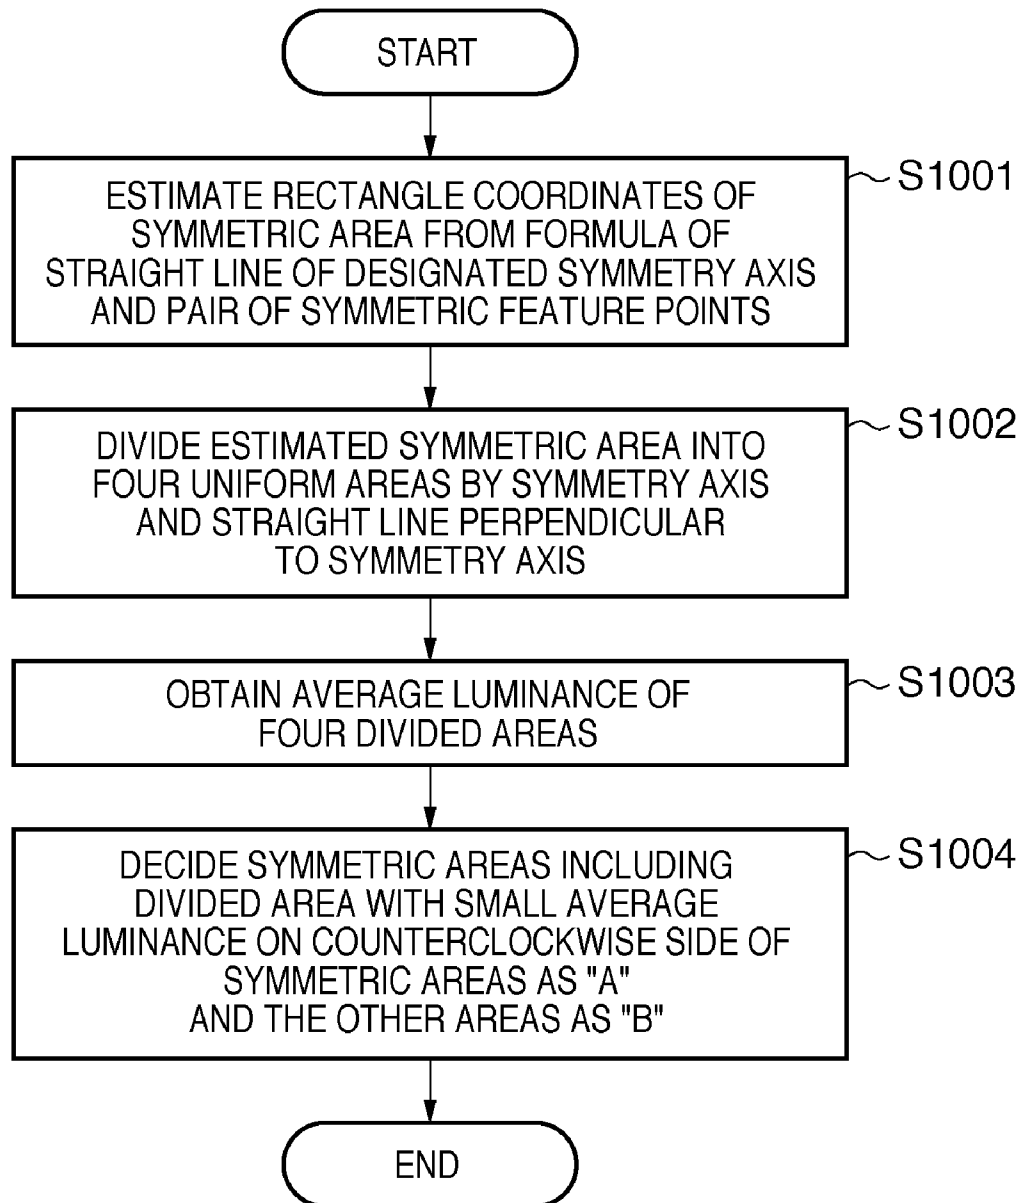 START
S1001
ESTIMATE RECTANGLE COORDINATES OF
SYMMETRIC AREA FROM FORMULA OF
STRAIGHT LINE OF DESIGNATED SYMMETRY AXIS
AND PAIR OF SYMMETRIC FEATURE POINTS
S1002
DIVIDE ESTIMATED SYMMETRIC AREA INTO
FOUR UNIFORM AREAS BY SYMMETRY AXIS
AND STRAIGHT LINE PERPENDICULAR
TO SYMMETRY AXIS
S1003
OBTAIN AVERAGE LUMINANCE OF
FOUR DIVIDED AREAS
S1004
DECIDE SYMMETRIC AREAS INCLUDING
DIVIDED AREA WITH SMALL AVERAGE
LUMINANCE ON COUNTERCLOCKWISE SIDE OF
SYMMETRIC AREAS AS "A"
AND THE OTHER AREAS AS "B"
END